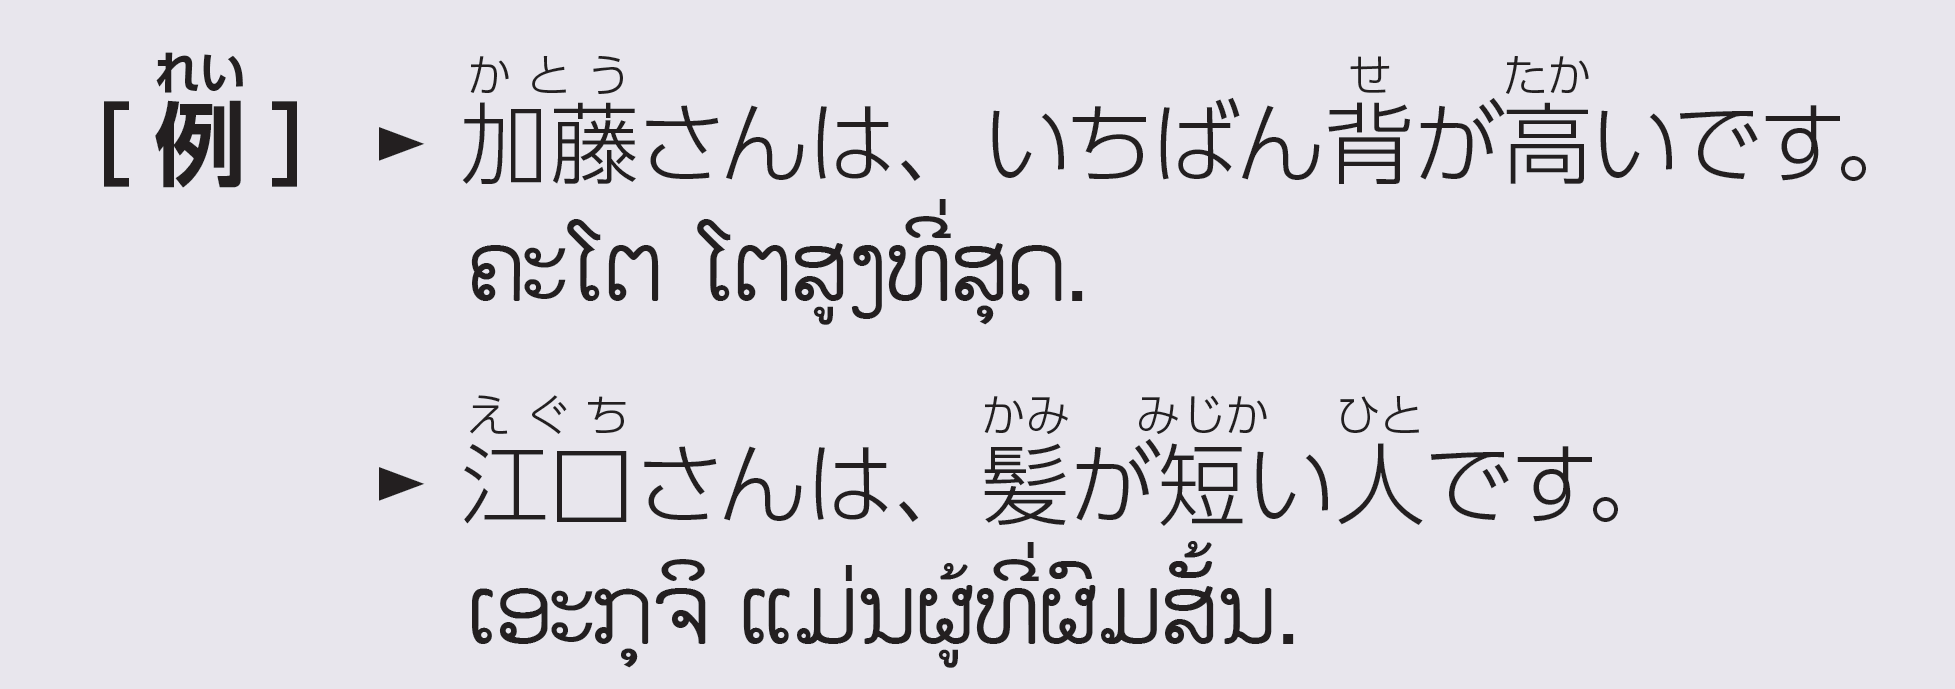 れい かとう せ たか
[例] ► 加藤さんは、いちばん背が高いです。
ຄະໂຕ ໂຕສູງທີ່ສຸດ.
えぐち かみ みじか ひと
► 江口さんは、髪が短い人です。
ເອະກຸຈິ ແມ່ນຜູ້ທີ່ຜົມສັ້ນ.